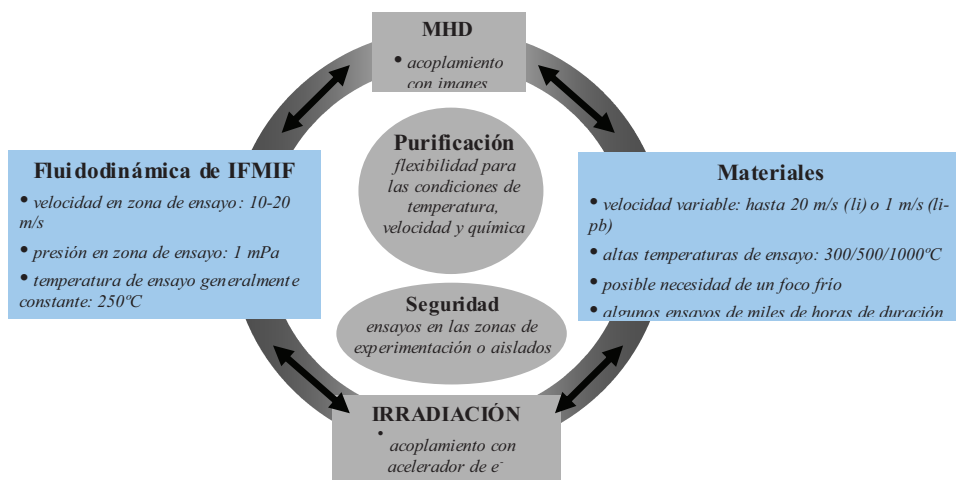 MHD
• acoplamiento
con imanes
Purificación
flexibilidad para
las condiciones de
temperatura,
velocidad y química
Fluidodinámica de IFMIF
• velocidad en zona de ensayo: 10-20
m/s
• presión en zona de ensayo: 1 mPa
• temperatura de ensayo generalmente
constante: 250ºC
Materiales
• velocidad variable: hasta 20 m/s (li) o 1 m/s (li-
pb)
• altas temperaturas de ensayo: 300/500/1000ºC
• posible necesidad de un foco frío
• algunos ensayos de miles de horas de duración
Seguridad
ensayos en las zonas de
experimentación o aislados
IRRADIACIÓN
• acoplamiento con
acelerador de e⁻